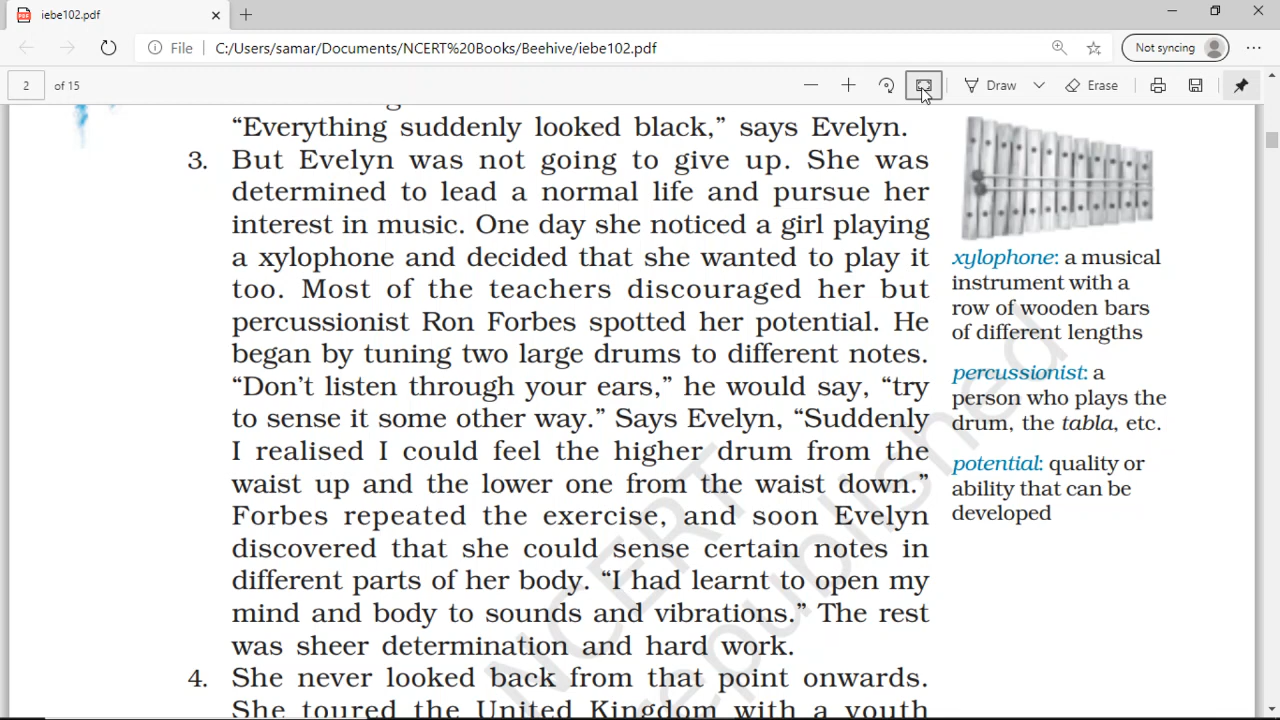 iebe102.pdf
File
C:/Users/samar/Documents/NCERT%20Books/Beehive/iebe102.pdf
Not syncing
2 of 15
Draw
Erase
“Everything suddenly looked black,” says Evelyn.
3. But Evelyn was not going to give up. She was
determined to lead a normal life and pursue her
interest in music. One day she noticed a girl playing
a xylophone and decided that she wanted to play it
too. Most of the teachers discouraged her but
percussionist Ron Forbes spotted her potential. He
began by tuning two large drums to different notes.
“Don’t listen through your ears,” he would say, “try
to sense it some other way.” Says Evelyn, “Suddenly
I realised I could feel the higher drum from the
waist up and the lower one from the waist down.”
Forbes repeated the exercise, and soon Evelyn
discovered that she could sense certain notes in
different parts of her body. “I had learnt to open my
mind and body to sounds and vibrations.” The rest
was sheer determination and hard work.
4. She never looked back from that point onwards.
She toured the United Kingdom with a youth
xylophone: a musical
instrument with a
row of wooden bars
of different lengths
percussionist: a
person who plays the
drum, the tabla, etc.
potential: quality or
ability that can be
developed
NCERT
republished